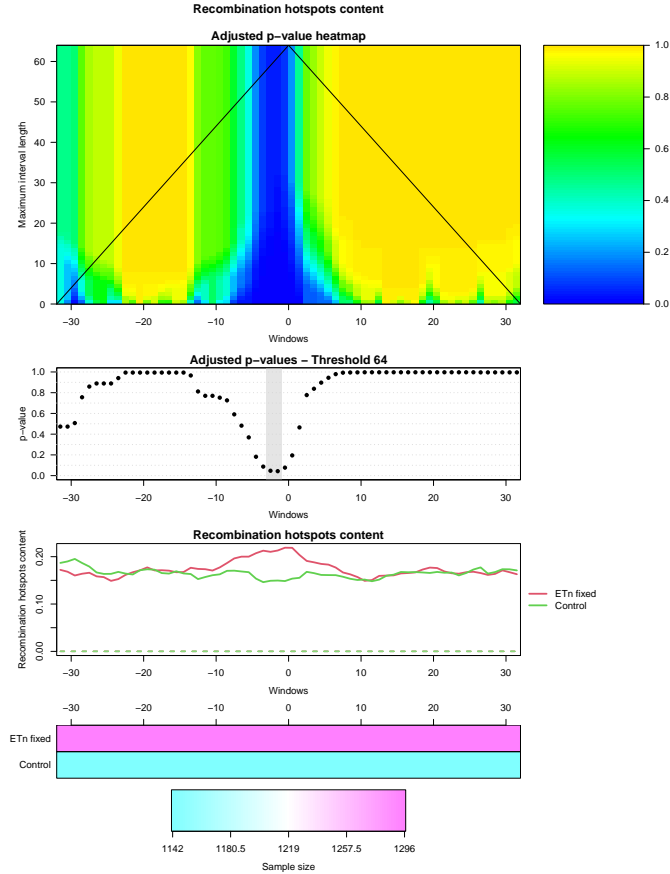 Recombination hotspots content
Adjusted p-value heatmap
Maximum interval length
0 10 20 30 40 50 60
−30 −20 −10 0 10 20 30
Windows
0.0 0.2 0.4 0.6 0.8 1.0
Adjusted p-values − Threshold 64
p-value
0.0 0.2 0.4 0.6 0.8 1.0
−30 −20 −10 0 10 20 30
Windows
Recombination hotspots content
Recombination hotspots content
0.00 0.10 0.20
−30 −20 −10 0 10 20 30
Windows
ETn fixed
Control
−30 −20 −10 0 10 20 30
ETn fixed
Control
1142 1180.5 1219 1257.5 1296
Sample size